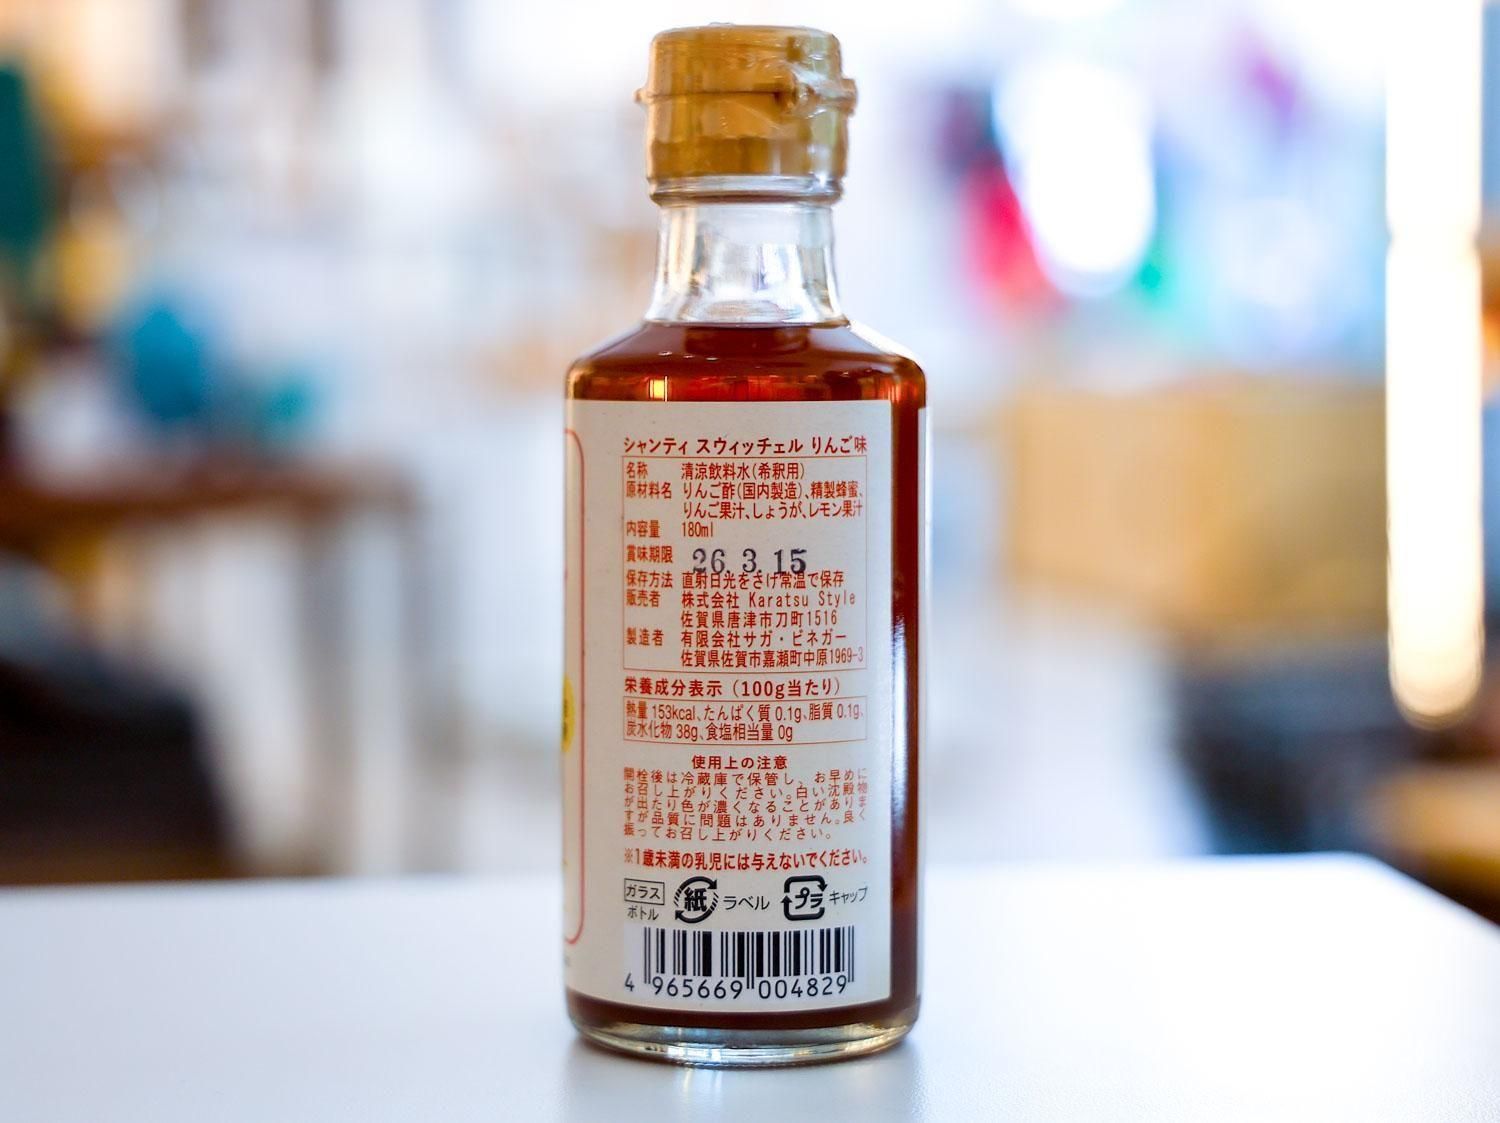 シャンティ スウィッチェル りんご味
名称 清涼飲料水(希釈用)
原材料名 りんご酢(国内製造)、精製蜂蜜、
りんご果汁、しょうが、レモン果汁
内容量 180ml
賞味期限 26.3.15
保存方法 直射日光をさけ常温で保存
販売者 株式会社 Karatsu Style
佐賀県唐津市刀町1516
製造者 有限会社サガ・ビネガー
佐賀県佐賀市嘉瀬町中原1969-3
栄養成分表示(100g当たり)
熱量 153kcal、たんぱく質 0.1g、脂質 0.1g、
炭水化物 38g、食塩相当量 0g
使用上の注意
開栓後は冷蔵庫で保管し、お早めに
お召し上がりください。白い沈殿物
が出たり色が濃くなることがありま
すが品質に問題はありません。良く
振ってお召し上がりください。
※1歳未満の乳児には与えないでください。
ガラス
ボトル
紙 ラベル
プラ キャップ
4 965669 004829